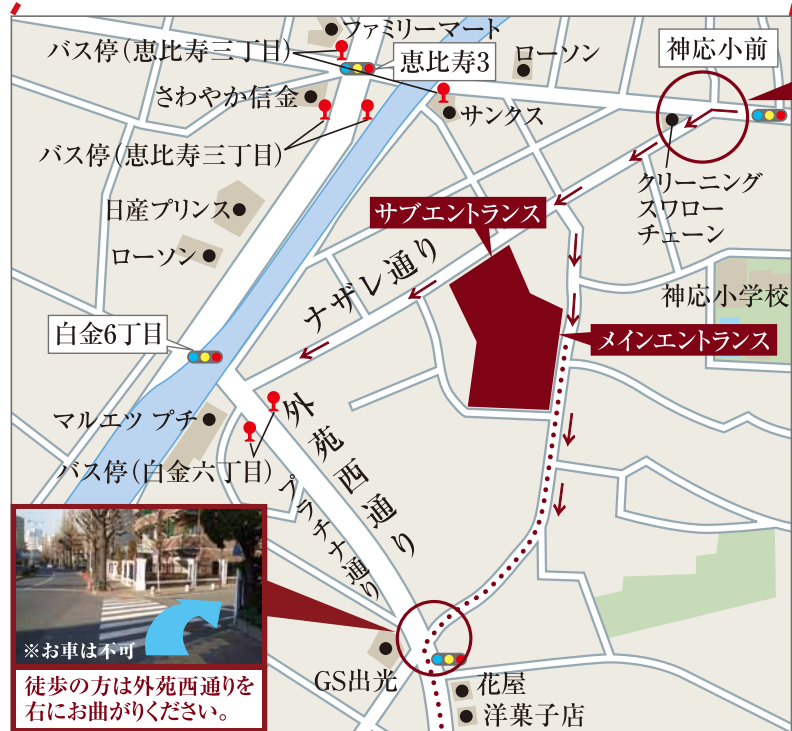 ファミリーマート
バス停（恵比寿三丁目）
恵比寿3
ローソン
神応小前
さわやか信金
サンクス
バス停（恵比寿三丁目）
クリーニング
スワロー
チェーン
日産プリンス
サブエントランス
ローソン
ナザレ通り
神応小学校
白金6丁目
メインエントランス
マルエツ プチ
バス停（白金六丁目）
外苑西通り
プラチナ通り
※お車は不可
徒歩の方は外苑西通りを
右にお曲がりください。
GS出光
花屋
洋菓子店